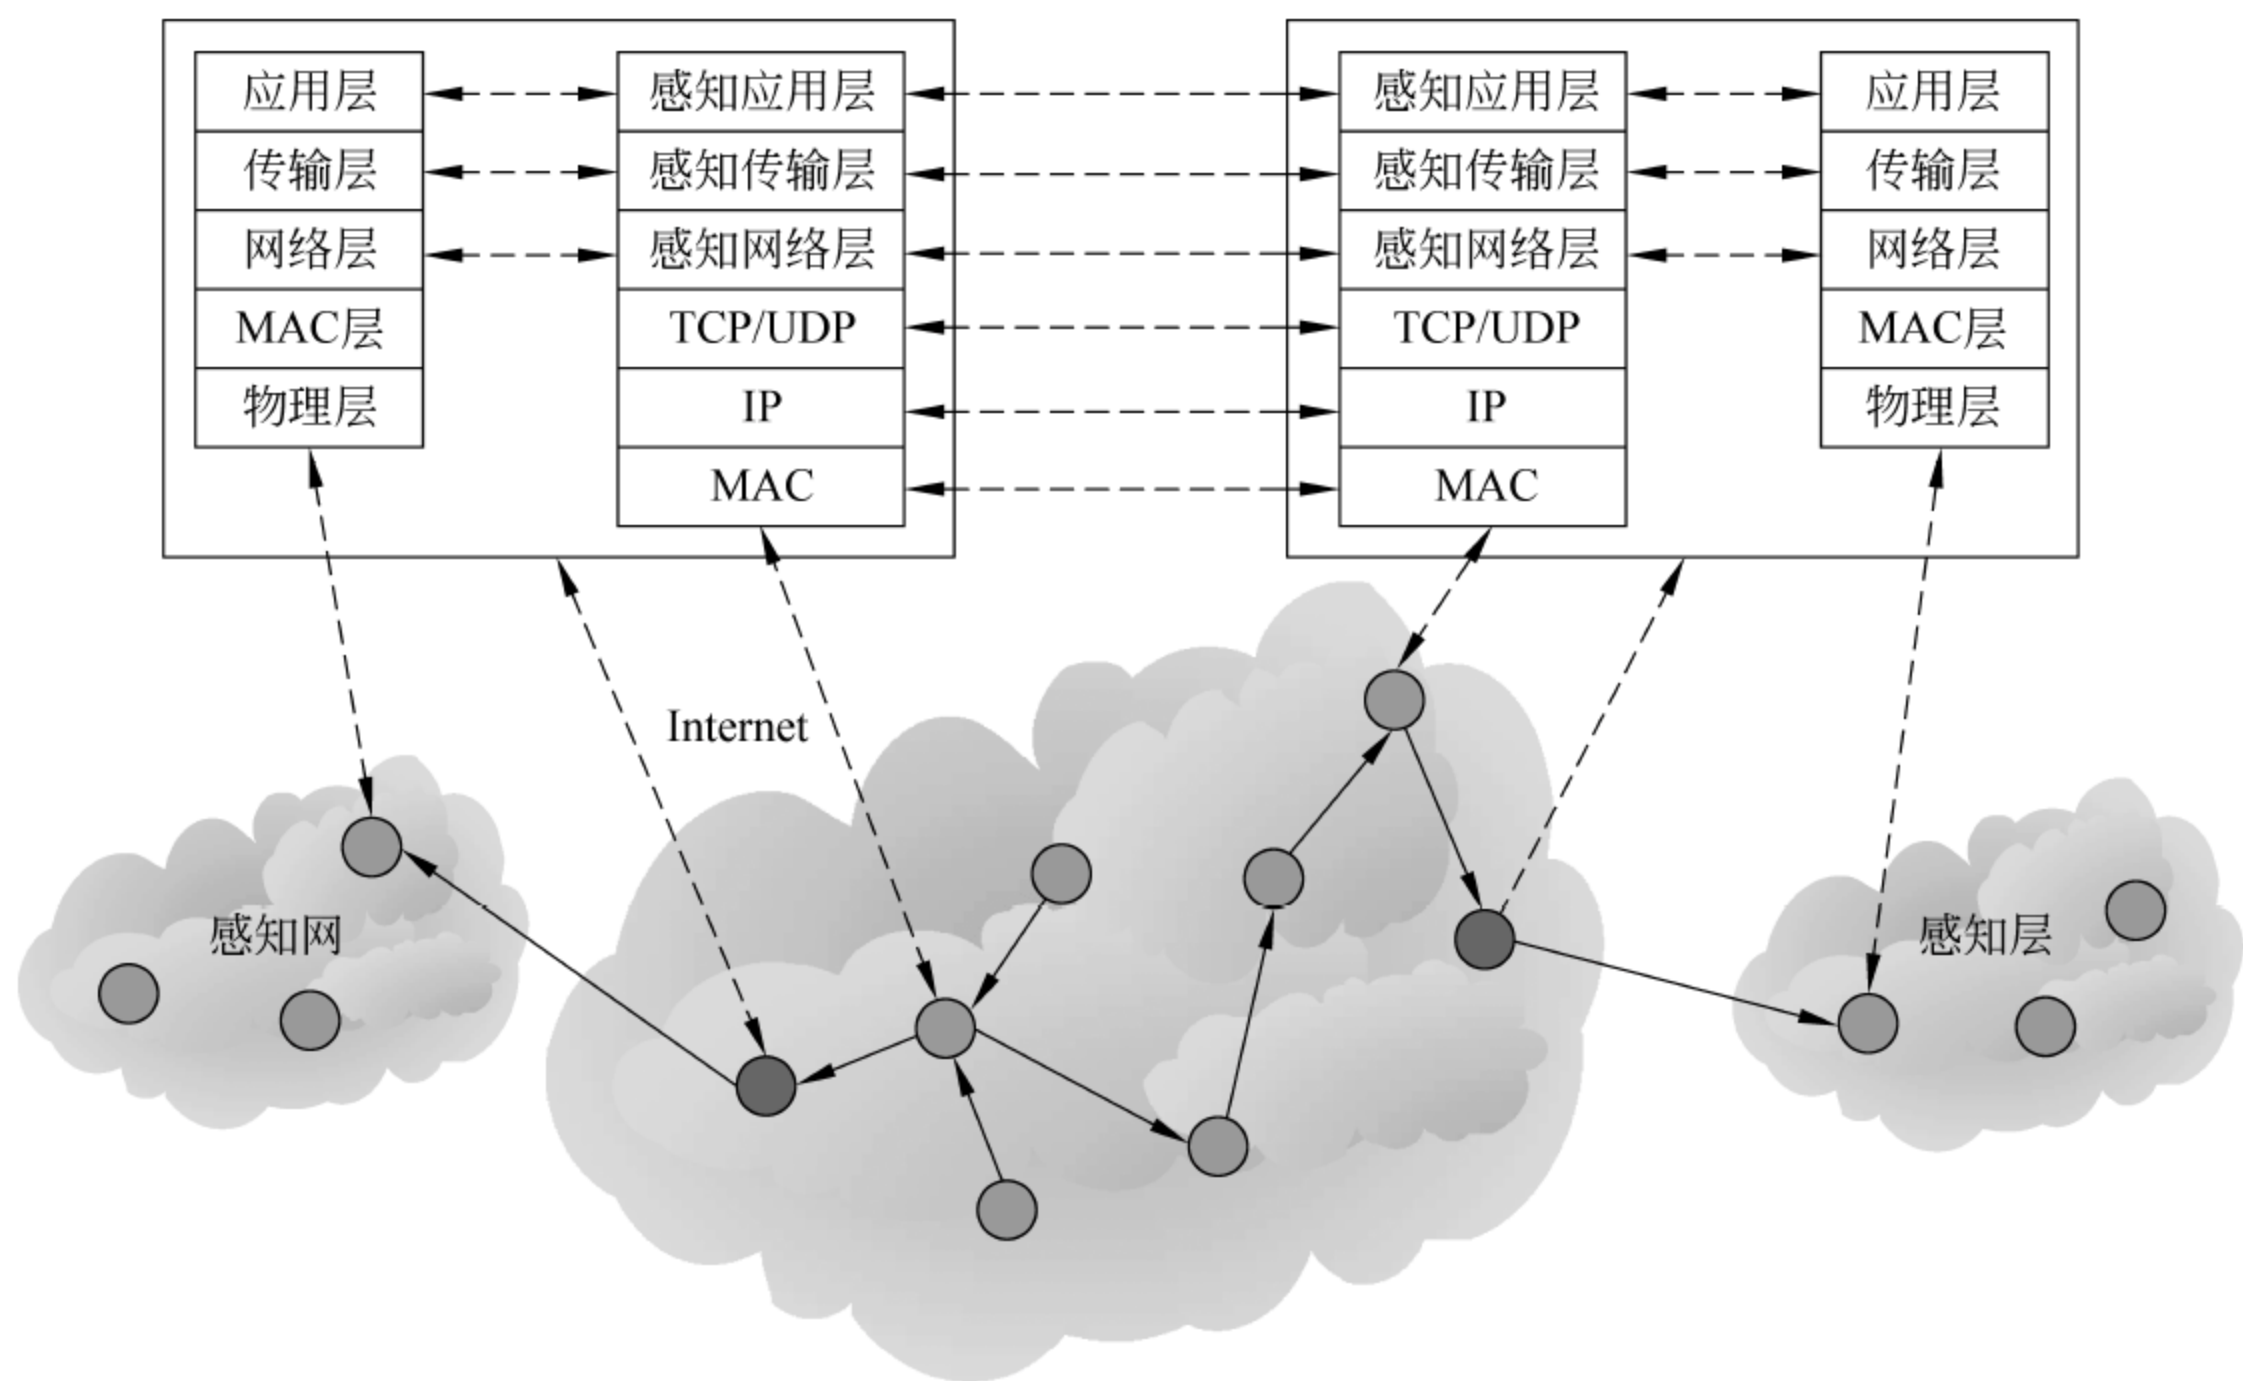 应用层
传输层
网络层
MAC层
物理层
感知应用层
感知传输层
感知网络层
TCP/UDP
IP
MAC
感知应用层
感知传输层
感知网络层
TCP/UDP
IP
MAC
应用层
传输层
网络层
MAC层
物理层
Internet
感知网
感知层